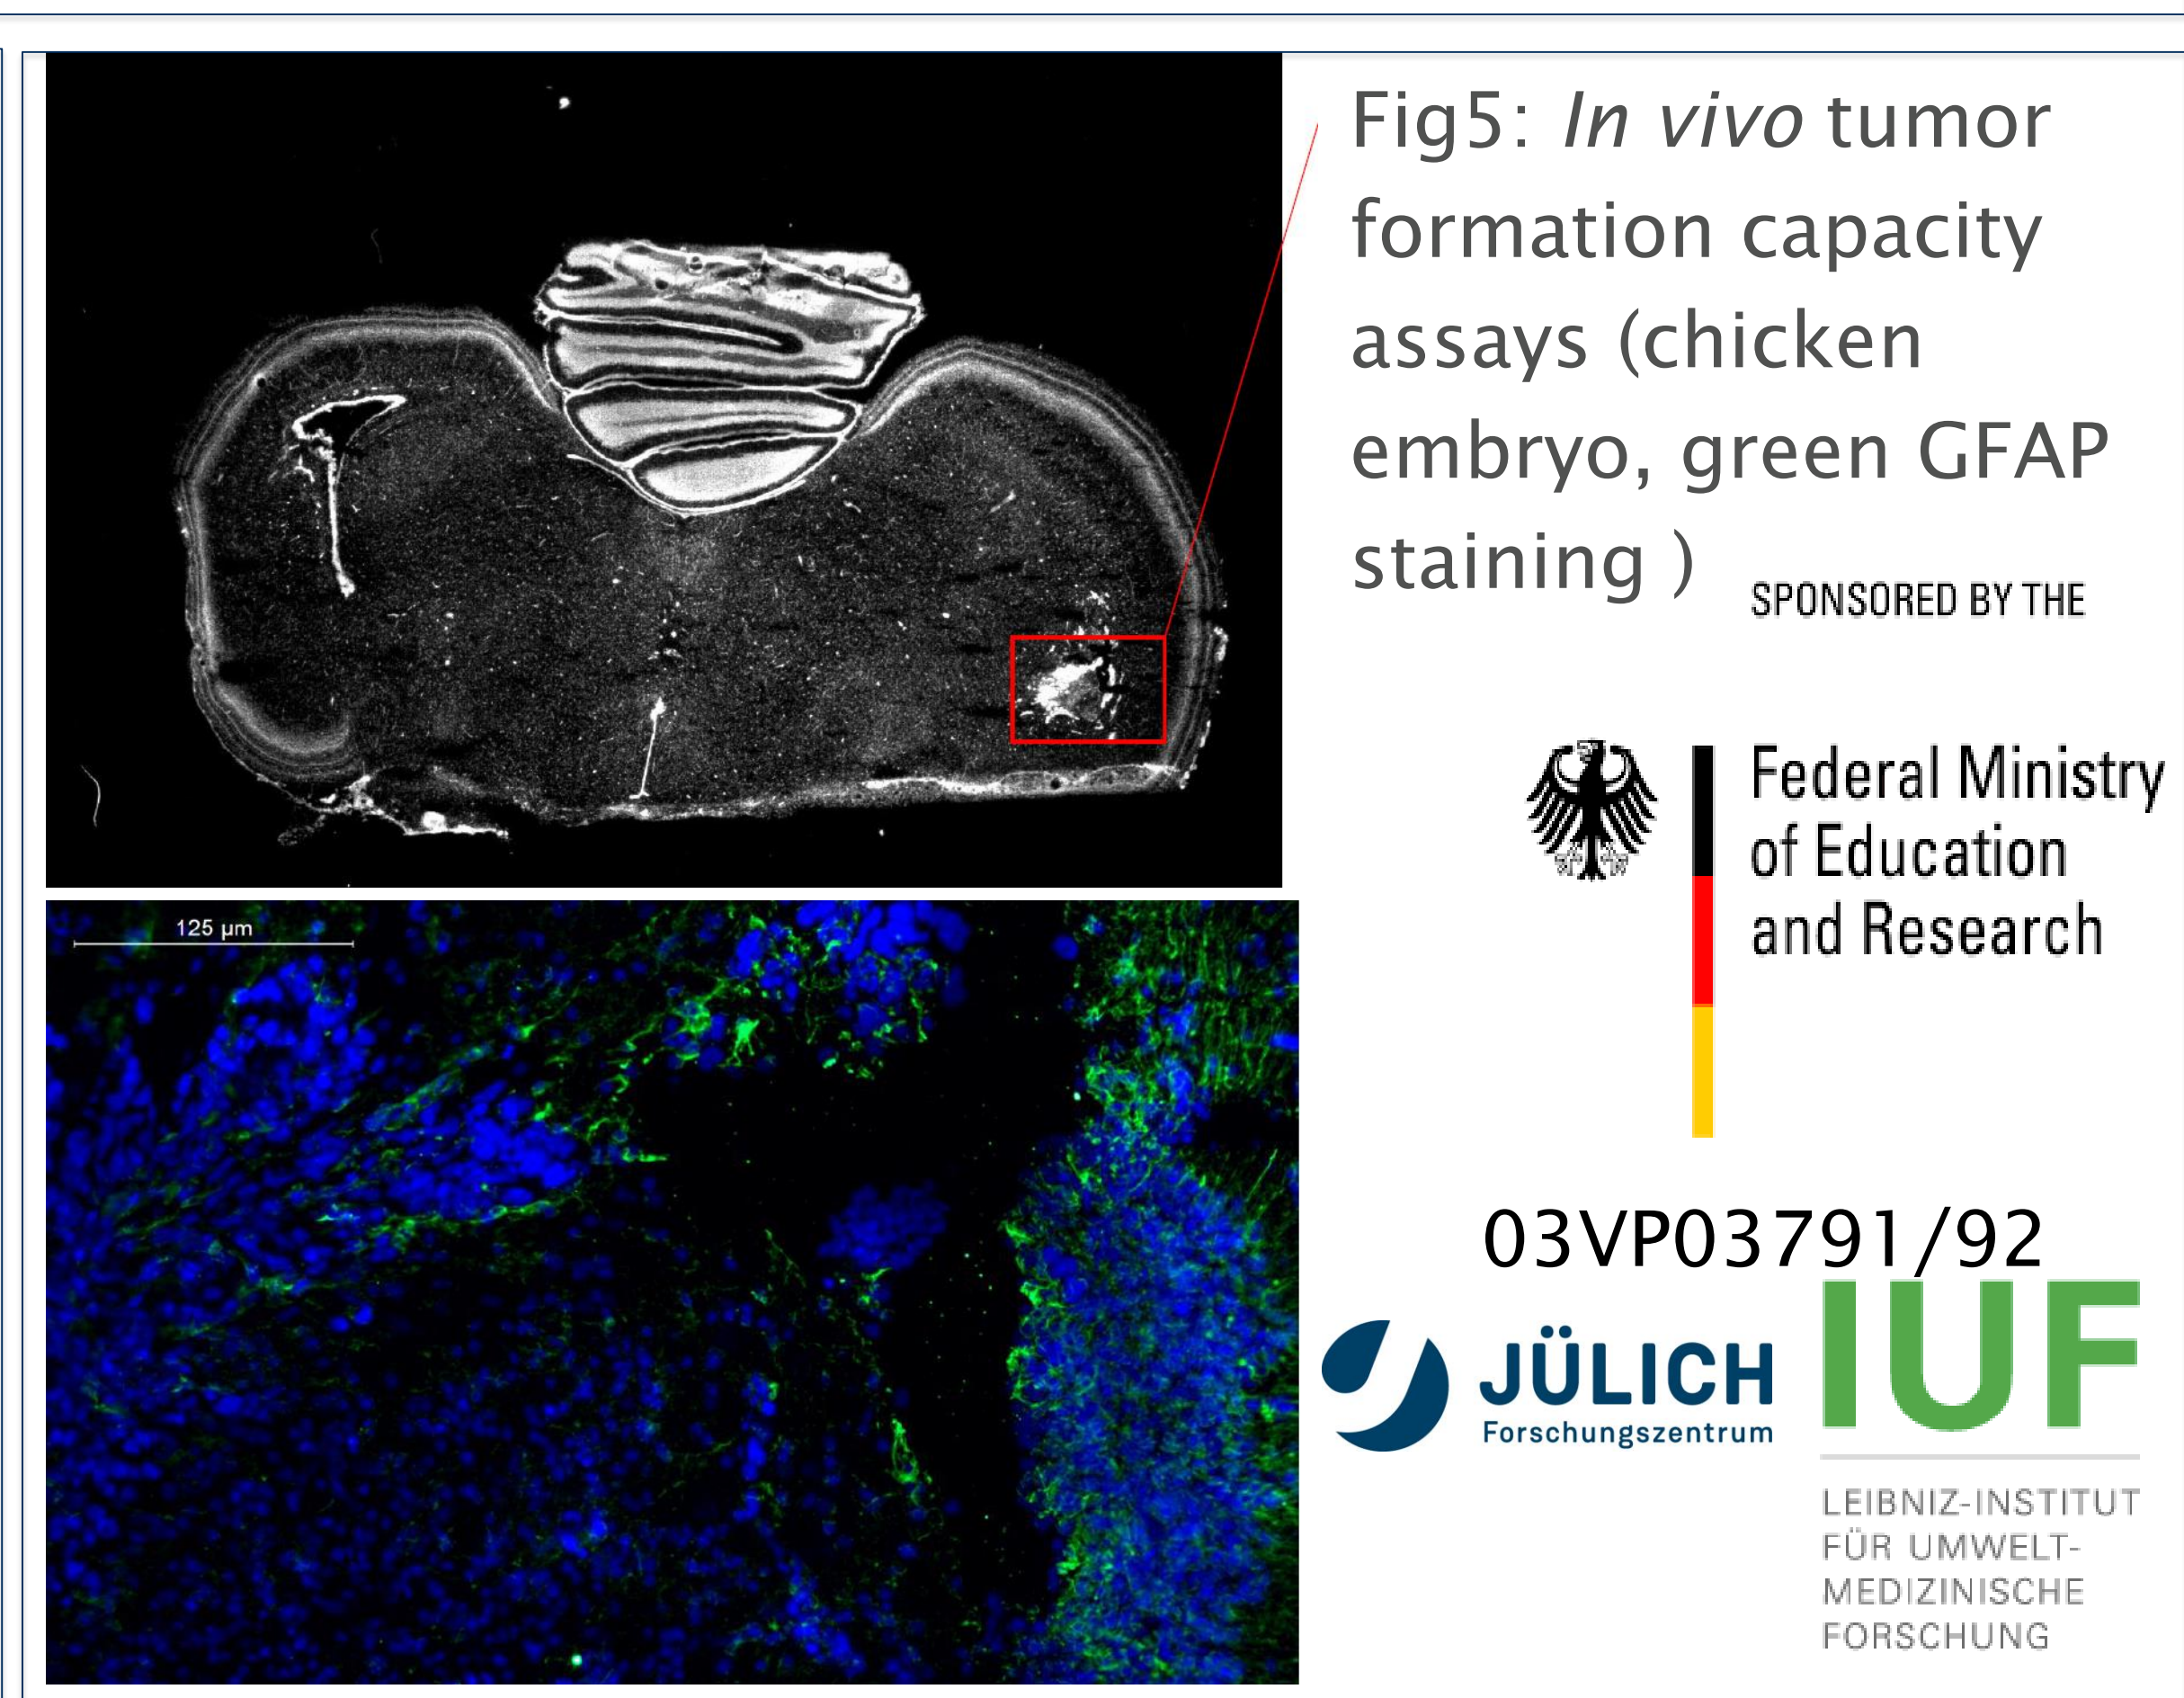 Fig5: In vivo tumor
formation capacity
assays (chicken
embryo, green GFAP
staining )
SPONSORED BY THE
Federal Ministry
of Education
and Research
125 µm
03VP03791/92
JÜLICH
Forschungszentrum
IUF
LEIBNIZ-INSTITUT
FÜR UMWELT-
MEDIZINISCHE
FORSCHUNG